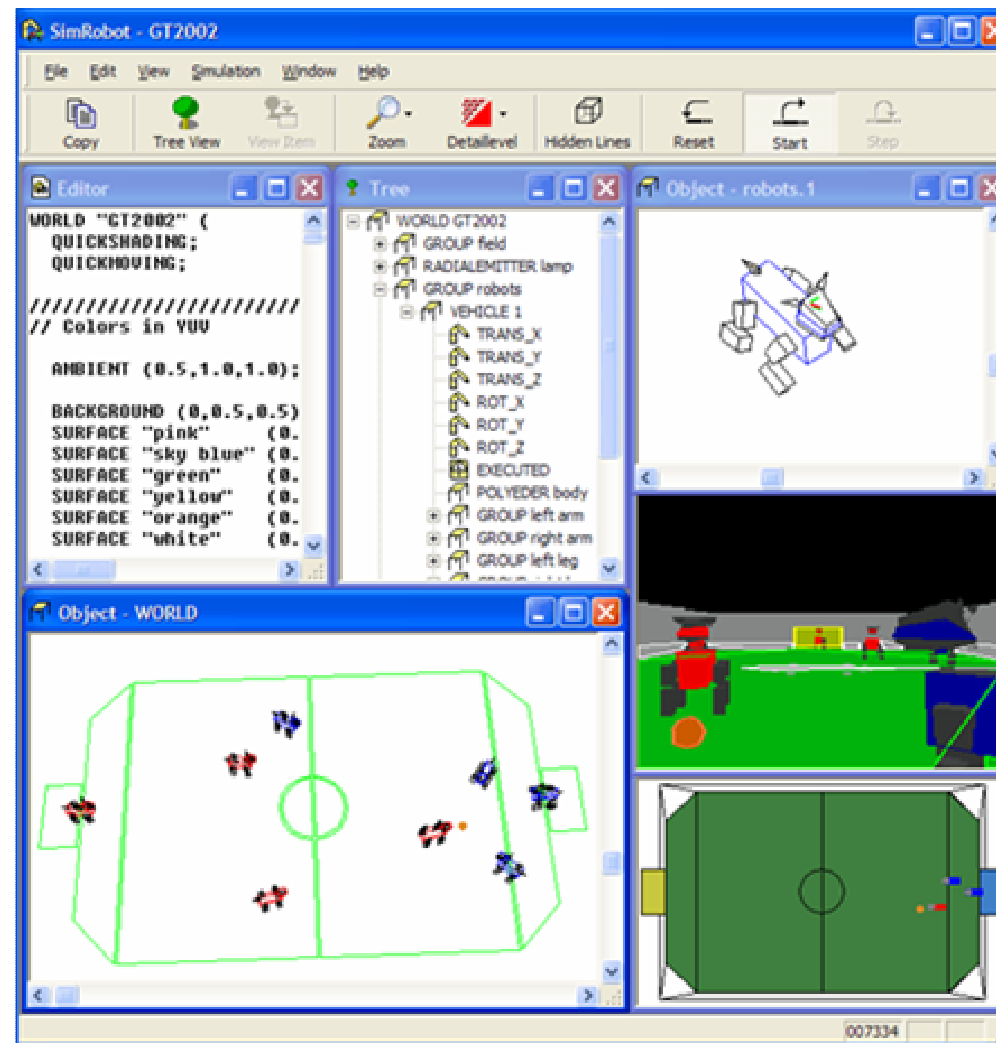 SimRobot - GT2002
File Edit View Simulation Window Help
Copy Tree View View Item Zoom Detaillevel Hidden Lines Reset Start Step
Editor
WORLD "GT2002" (
QUICKSHADING;
QUICKMOVING;
////////////////////////
// Colors in YUV
AMBIENT (0.5,1.0,1.0);
BACKGROUND (0,0.5,0.5)
SURFACE "pink" (0.
SURFACE "sky blue" (0.
SURFACE "green" (0.
SURFACE "yellow" (0.
SURFACE "orange" (0.
SURFACE "white" (0.
Tree
WORLD GT2002
GROUP field
RADIALEMITTER lamp
GROUP robots
VEHICLE 1
TRANS_X
TRANS_Y
TRANS_Z
ROT_X
ROT_Y
ROT_Z
EXECUTED
POLYEDER body
GROUP left arm
GROUP right arm
GROUP left leg
Object - robots.1
Object - WORLD
007334